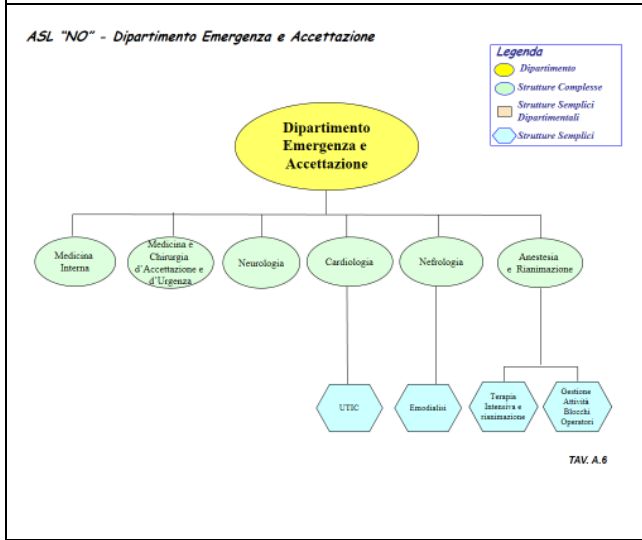 ASL "NO" - Dipartimento Emergenza e Accettazione
Legenda
Dipartimento
Strutture Complesse
Strutture Semplici
Dipartimentali
Strutture Semplici
Dipartimento
Emergenza e
Accettazione
Medicina
Interna
Medicina e
Chirurgia
d'Accettazione e
d'Urgenza
Neurologia
Cardiologia
Nefrologia
Anestesia
e Rianimazione
UTIC
Emodialisi
Terapia
Intensiva e
rianimazione
Gestione
Attività
Blocchi
Operatori
TAV. A.6